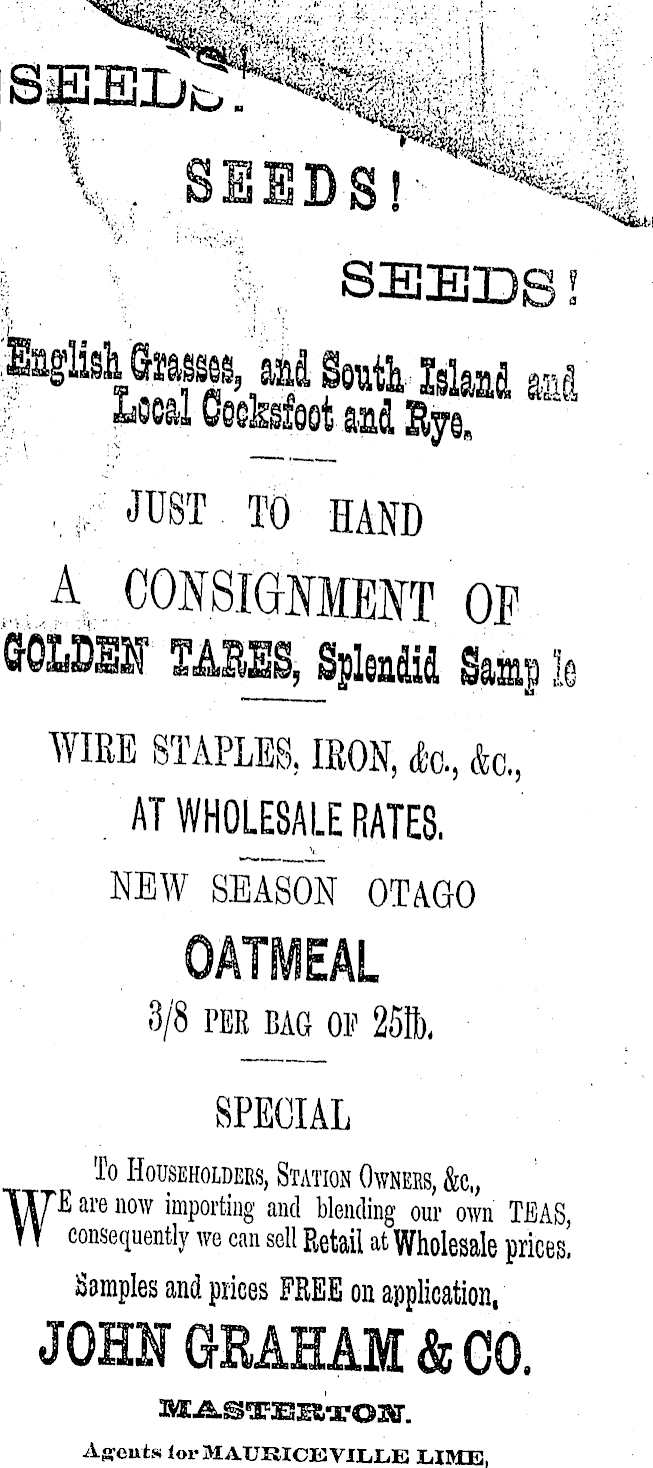 SEEDS!
SEEDS!
SEEDS!
English Grasses, and South Island and
Local Cocksfoot and Rye.
JUST TO HAND
A CONSIGNMENT OF
GOLDEN TARES, Splendid Samp le
WIRE STAPLES, IRON, &c., &c.,
AT WHOLESALE RATES.
NEW SEASON OTAGO
OATMEAL
3/8 PER BAG OF 25lb.
SPECIAL
To Householders, Station Owners, &c.,
WE are now importing and blending our own TEAS,
consequently we can sell Retail at Wholesale prices.
Samples and prices FREE on application.
JOHN GRAHAM & CO.
MASTERTON.
Agents for MAURICEVILLE LIME,